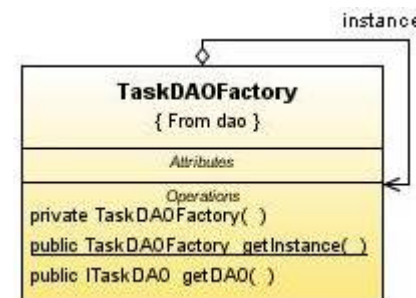 instance
TaskDAOFactory
{ From dao }
Attributes
Operations
private TaskDAOFactory( )
public TaskDAOFactory getInstance( )
public ITaskDAO getDAO( )